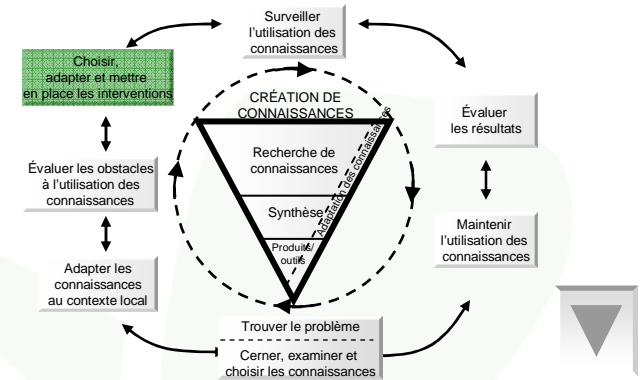 Surveiller
l'utilisation des
connaissances
Choisir,
adapter et mettre
en place les interventions
CRÉATION DE
CONNAISSANCES
Évaluer
les résultats
Recherche de
connaissances
Adaptation des connaissances
Évaluer les obstacles
à l'utilisation des
connaissances
Synthèse
Produits/
outils
Maintenir
l'utilisation des
connaissances
Adapter les
connaissances
au contexte local
Trouver le problème
Cerner, examiner et
choisir les connaissances